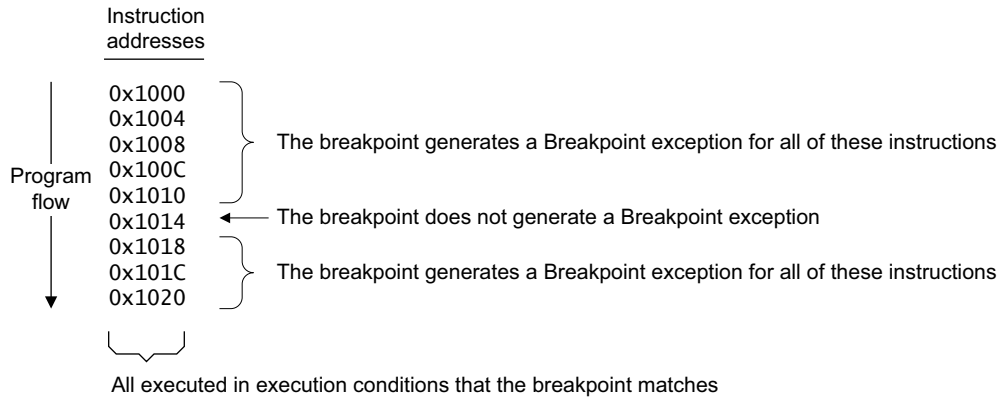 Instruction
addresses
0x1000
0x1004
0x1008
The breakpoint generates a Breakpoint exception for all of these instructions
0x100C
Program
flow
0x1010
0x1014
The breakpoint does not generate a Breakpoint exception
0x1018
0x101C
The breakpoint generates a Breakpoint exception for all of these instructions
0x1020
All executed in execution conditions that the breakpoint matches